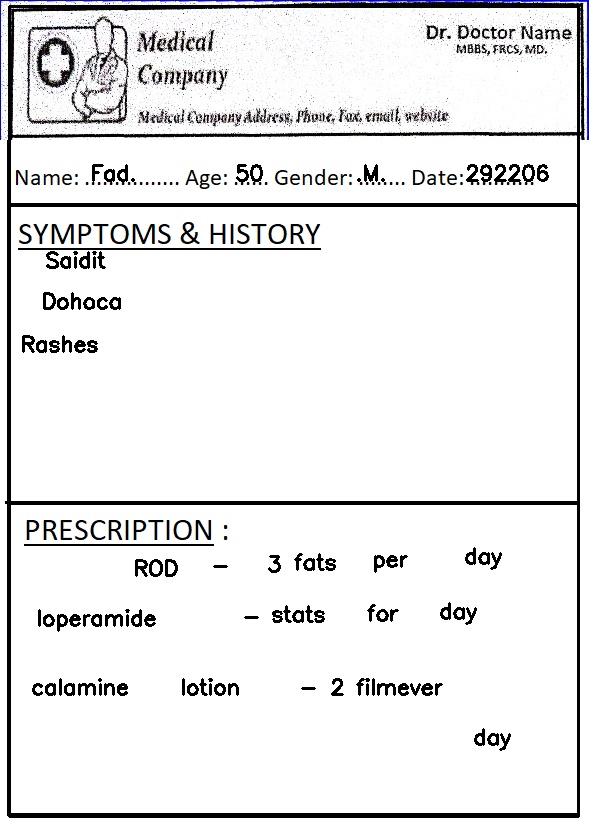 Medical
Company
Medical Company Address, Phone, Fax, email, website
Dr. Doctor Name
MBBS, FRCS, MD.
Name: ..Fad............ Age: .50.. Gender: .M..... Date:292206
SYMPTOMS & HISTORY
Saidit
Dohoca
Rashes
PRESCRIPTION :
ROD – 3 fats per day
loperamide – stats for day
calamine lotion – 2 filmever
day